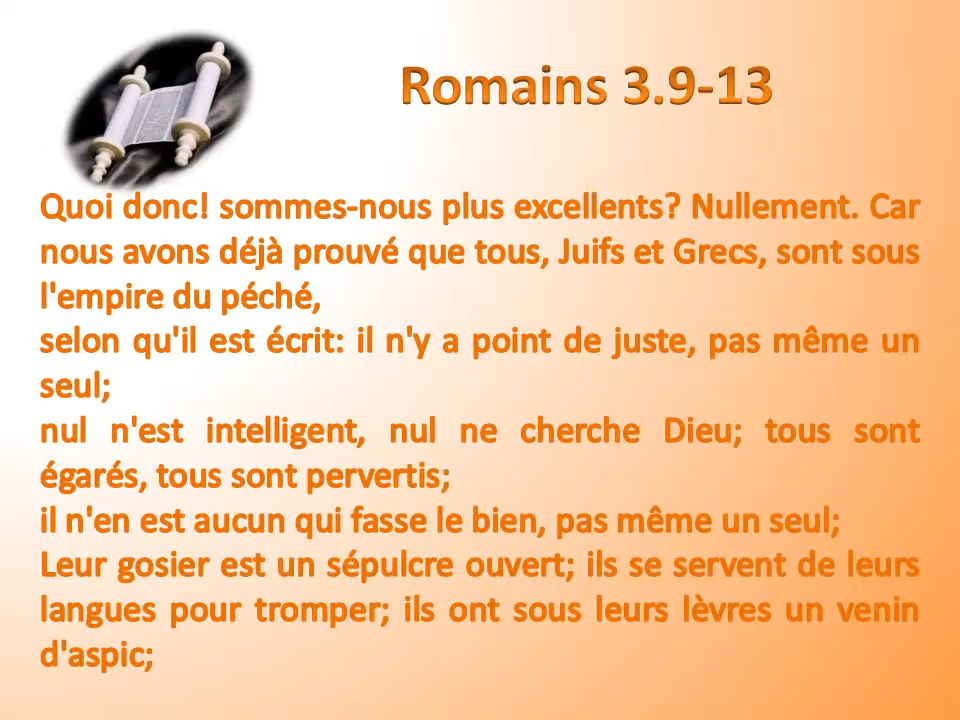 Romains 3.9-13
Quoi donc! sommes-nous plus excellents? Nullement. Car
nous avons déjà prouvé que tous, Juifs et Grecs, sont sous
l'empire du péché,
selon qu'il est écrit: il n'y a point de juste, pas même un
seul;
nul n'est intelligent, nul ne cherche Dieu; tous sont
égarés, tous sont pervertis;
il n'en est aucun qui fasse le bien, pas même un seul;
Leur gosier est un sépulcre ouvert; ils se servent de leurs
langues pour tromper; ils ont sous leurs lèvres un venin
d'aspic;